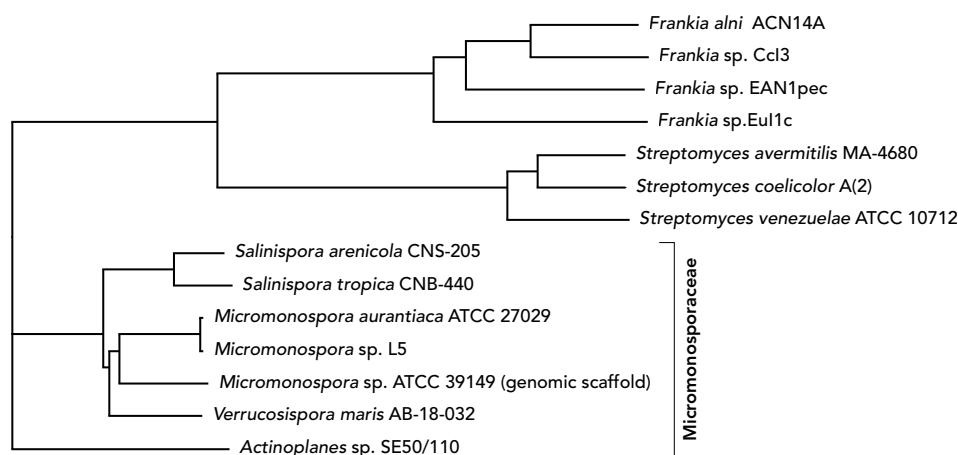 Frankia alni ACN14A
Frankia sp. CcI3
Frankia sp. EAN1pec
Frankia sp.EuI1c
Streptomyces avermitilis MA-4680
Streptomyces coelicolor A(2)
Streptomyces venezuelae ATCC 10712
Salinispora arenicola CNS-205
Salinispora tropica CNB-440
Micromonospora aurantiaca ATCC 27029
Micromonospora sp. L5
Micromonospora sp. ATCC 39149 (genomic scaffold)
Verrucosispora maris AB-18-032
Actinoplanes sp. SE50/110
Micromonosporaceae